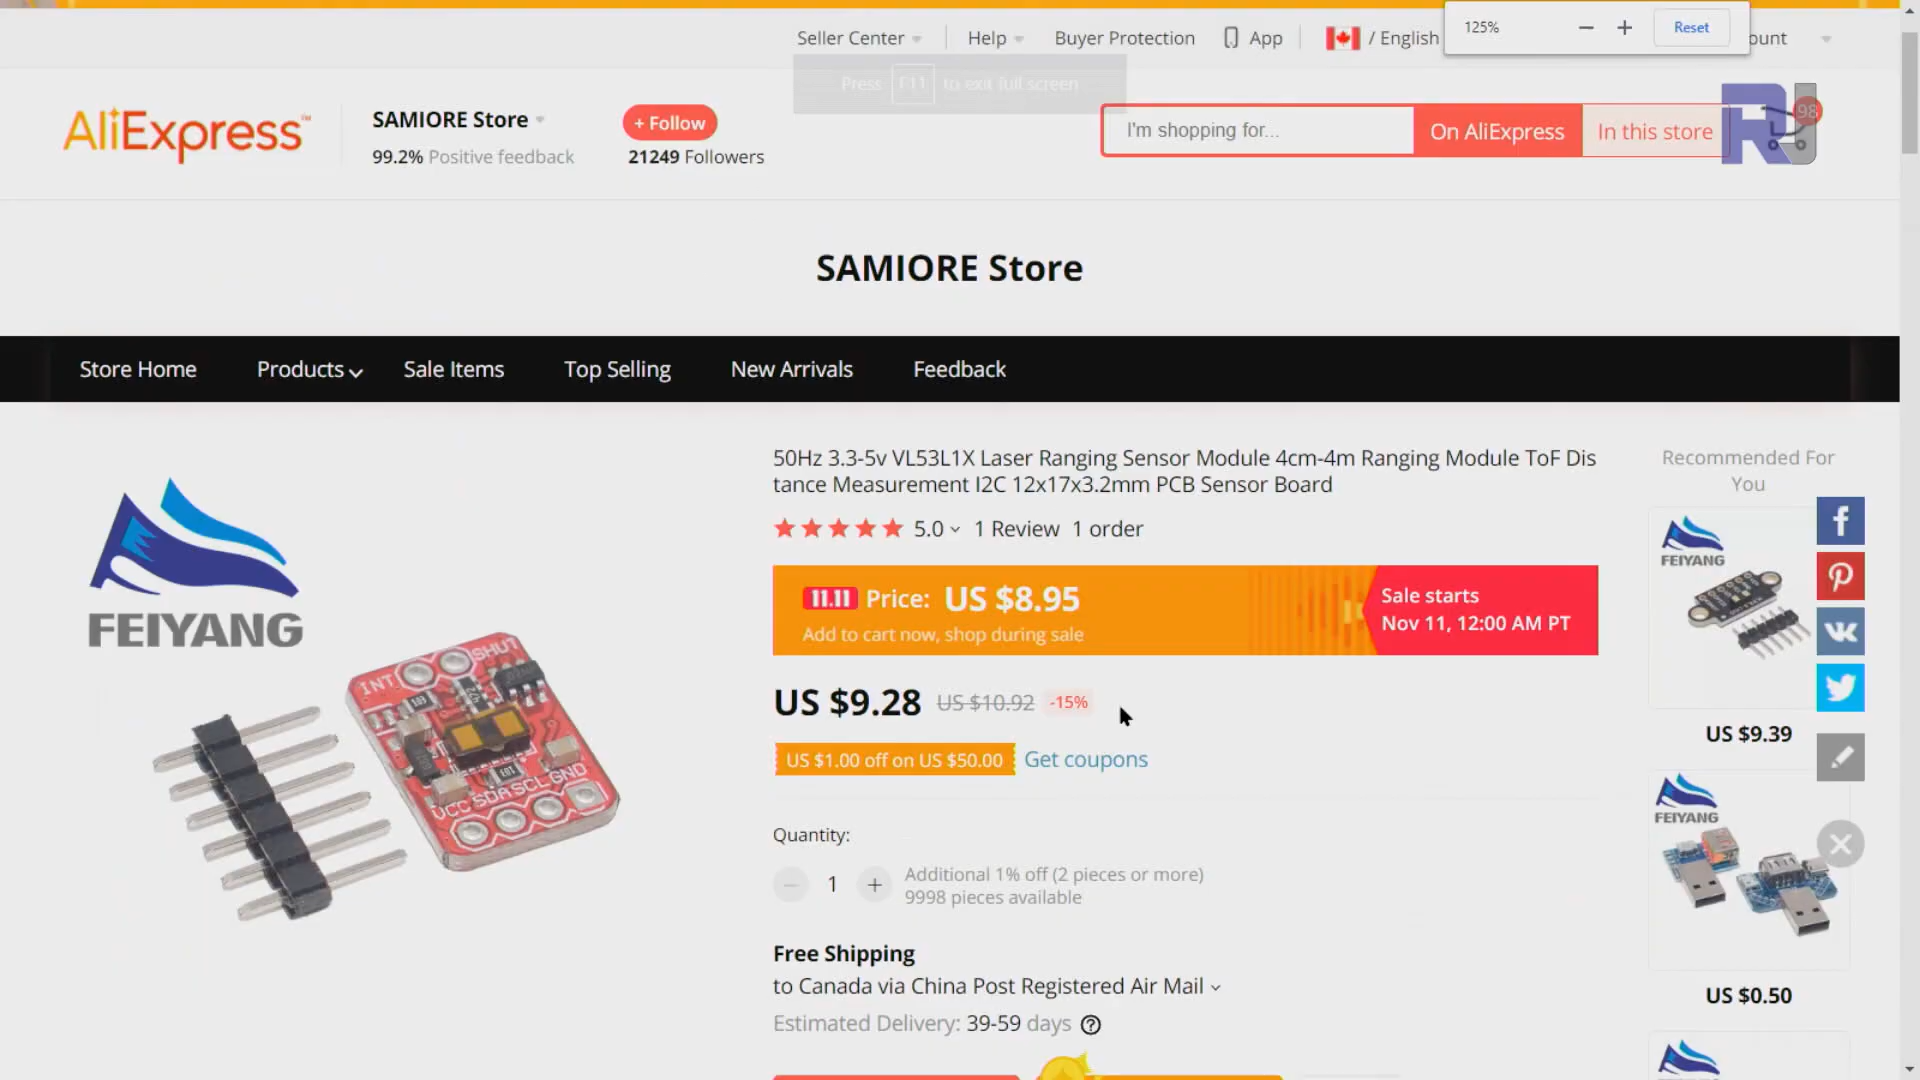 Seller Center
Help
Buyer Protection
App
/ English
ount
125%
Reset
Press F11 to exit full screen
AliExpress™
SAMIORE Store
99.2% Positive feedback
+ Follow
21249 Followers
I'm shopping for...
On AliExpress
In this store
98
SAMIORE Store
Store Home
Products
Sale Items
Top Selling
New Arrivals
Feedback
50Hz 3.3-5v VL53L1X Laser Ranging Sensor Module 4cm-4m Ranging Module ToF Dis
tance Measurement I2C 12x17x3.2mm PCB Sensor Board
5.0
1 Review
1 order
11.11 Price: US $8.95
Add to cart now, shop during sale
Sale starts
Nov 11, 12:00 AM PT
US $9.28 US $10.92 -15%
US $1.00 off on US $50.00
Get coupons
Quantity:
1
Additional 1% off (2 pieces or more)
9998 pieces available
Free Shipping
to Canada via China Post Registered Air Mail
Estimated Delivery: 39-59 days
FEIYANG
INT
SHUT
VCC SDA SCL GND
Recommended For
You
FEIYANG
US $9.39
FEIYANG
US $0.50